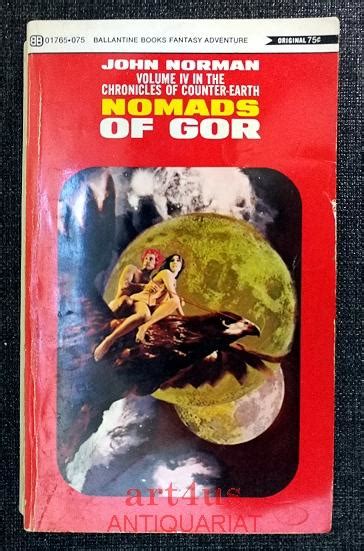 BB 01765•075 BALLANTINE BOOKS FANTASY ADVENTURE ORIGINAL 75¢
JOHN NORMAN
VOLUME IV IN THE
CHRONICLES OF COUNTER-EARTH
NOMADS
OF GOR
art4us
ANTIQUARIAT